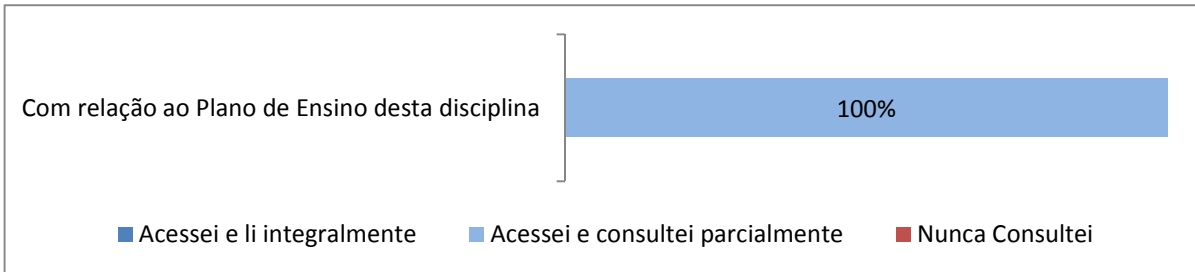 Com relação ao Plano de Ensino desta disciplina 100%
Acessei e li integralmente Acessei e consultei parcialmente Nunca Consultei